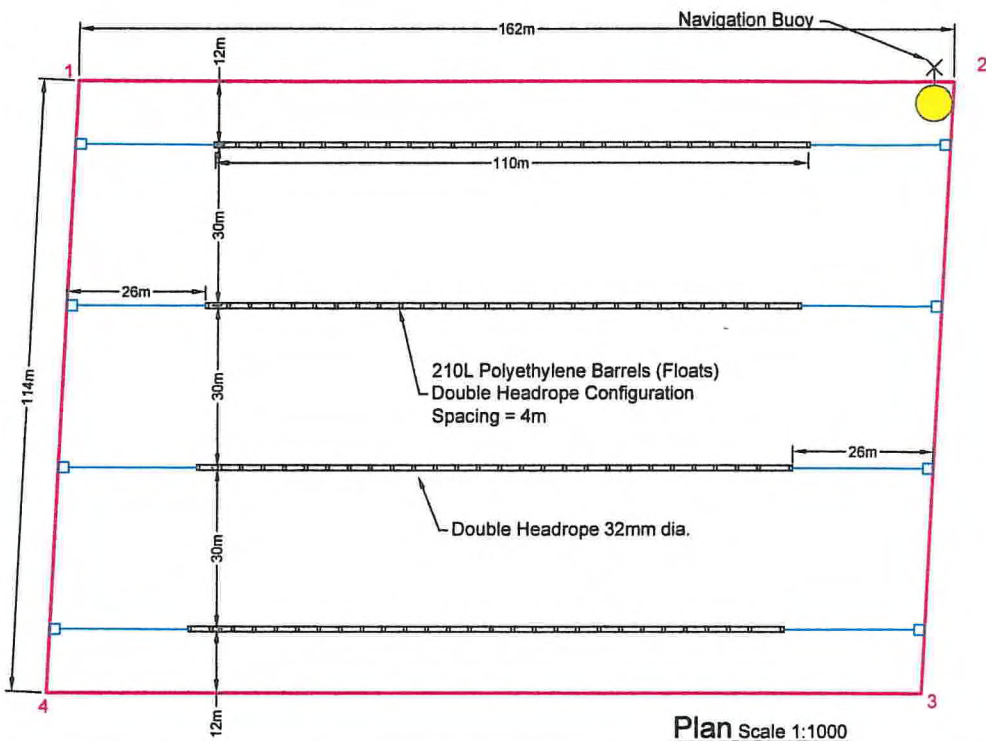 Navigation Buoy
162m
12m
1
2
110m
30m
26m
210L Polyethylene Barrels (Floats)
Double Headrope Configuration
Spacing = 4m
114m
30m
26m
Double Headrope 32mm dia.
30m
4
3
12m
Plan Scale 1:1000